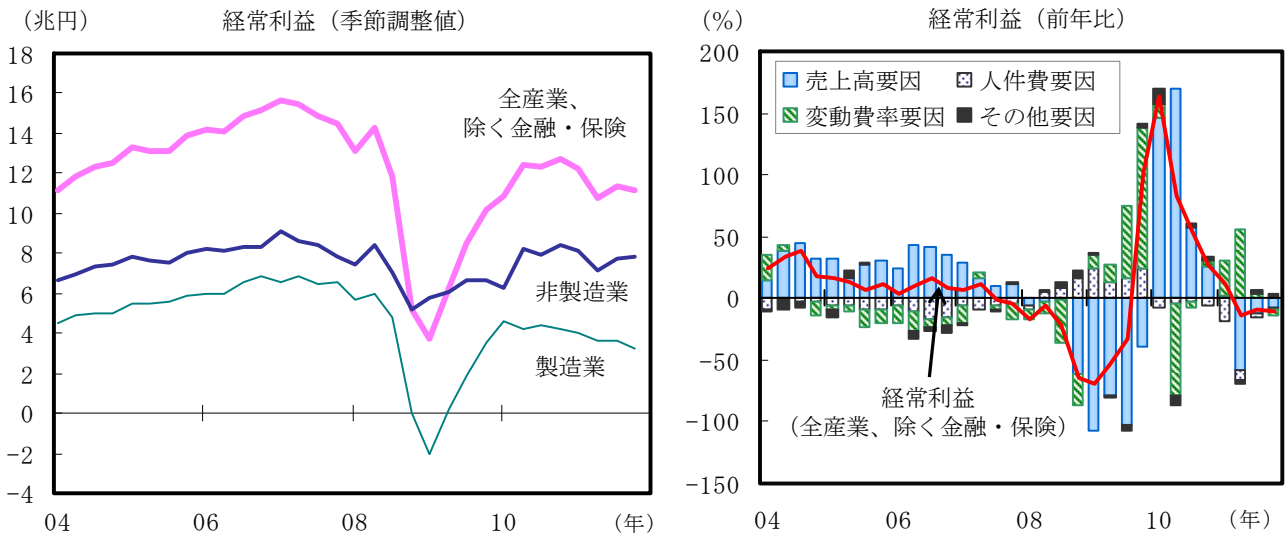 （兆円）
経常利益（季節調整値）
18
16
14
12
10
8
6
4
2
0
−2
−4
全産業、
除く金融・保険
非製造業
製造業
04
06
08
10
（年）
（%）
経常利益（前年比）
200
150
100
50
0
−50
−100
−150
売上高要因
人件費要因
変動費率要因
その他要因
経常利益
（全産業、除く金融・保険）
04
06
08
10
（年）